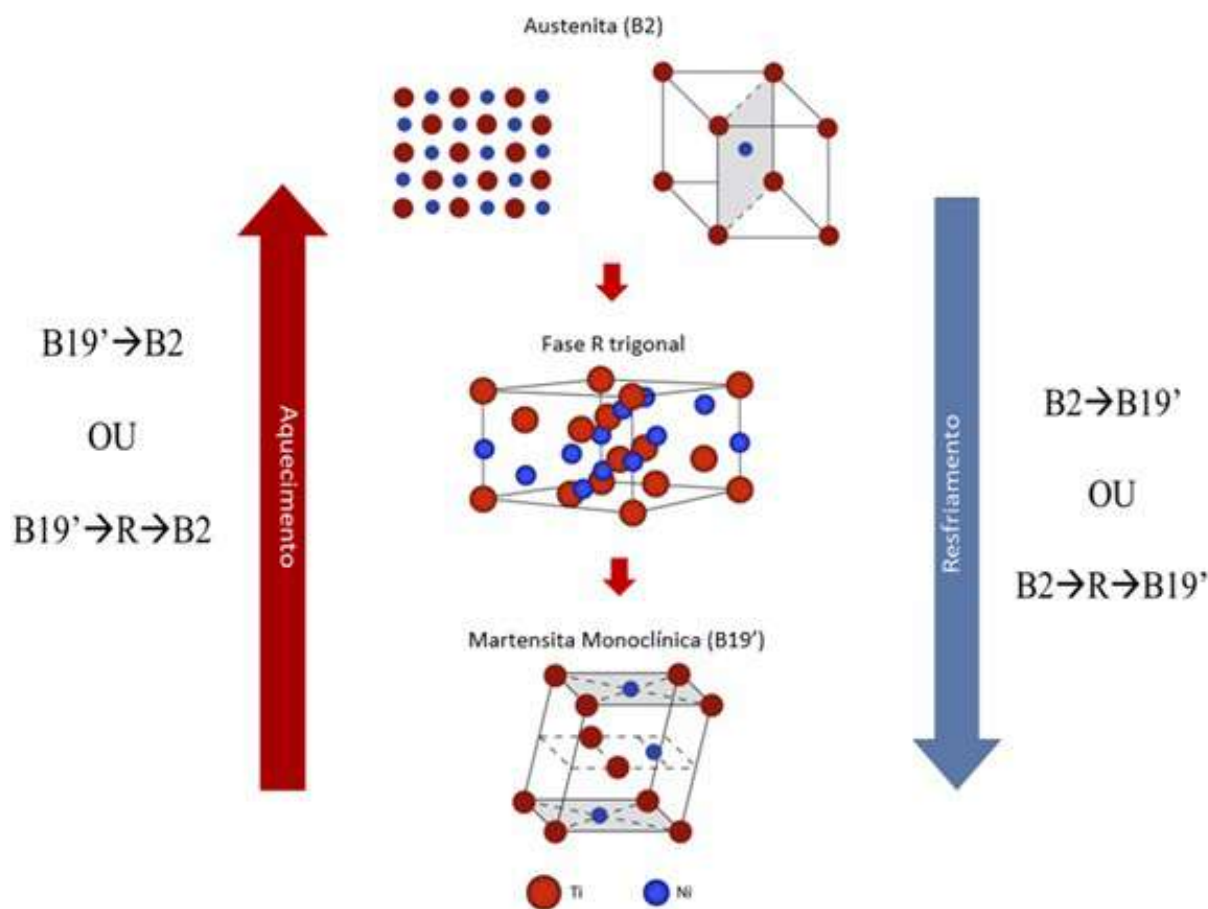 Austenita (B2)
B19'→B2
OU
B19'→R→B2
Aquecimento
Fase R trigonal
Resfriamento
B2→B19'
OU
B2→R→B19'
Martensita Monoclínica (B19')
Ti
Ni